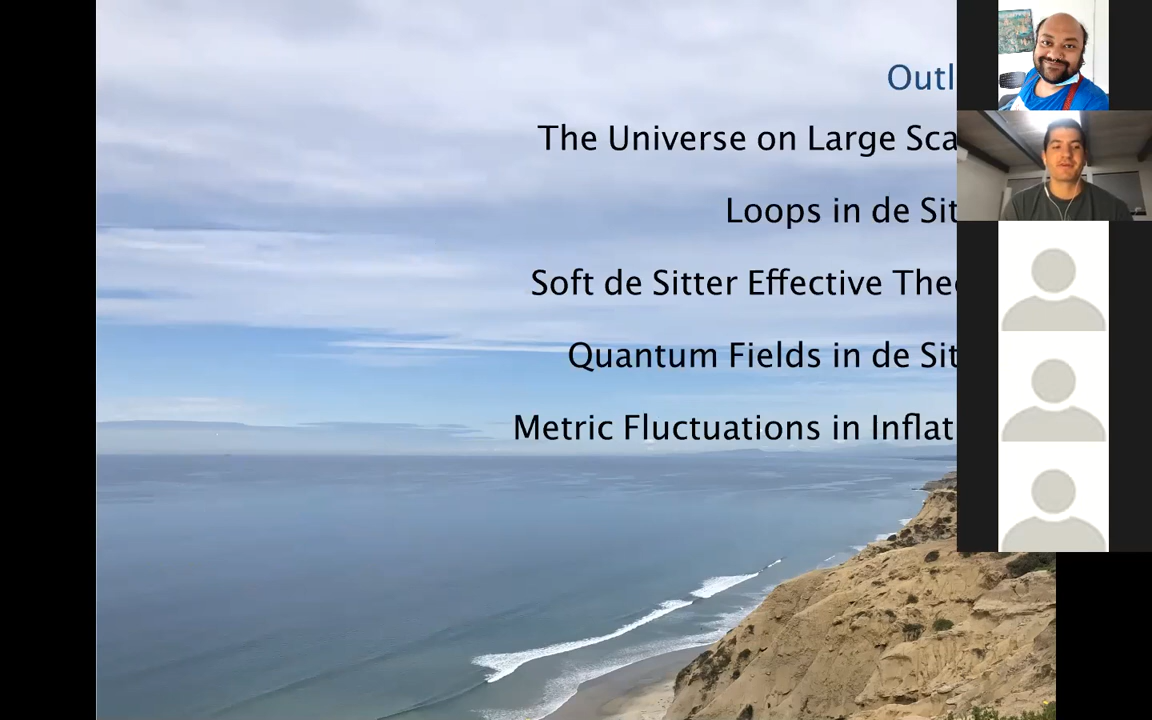 Outl
The Universe on Large Sca
Loops in de Sit
Soft de Sitter Effective The
Quantum Fields in de Sit
Metric Fluctuations in Inflat